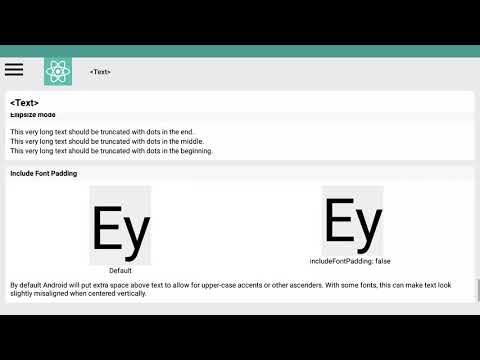 <Text>
<Text>
Ellipsize mode
This very long text should be truncated with dots in the end.
This very long text should be truncated with dots in the middle.
This very long text should be truncated with dots in the beginning.
Include Font Padding
Ey
Ey
Default
includeFontPadding: false
By default Android will put extra space above text to allow for upper-case accents or other ascenders. With some fonts, this can make text look
slightly misaligned when centered vertically.